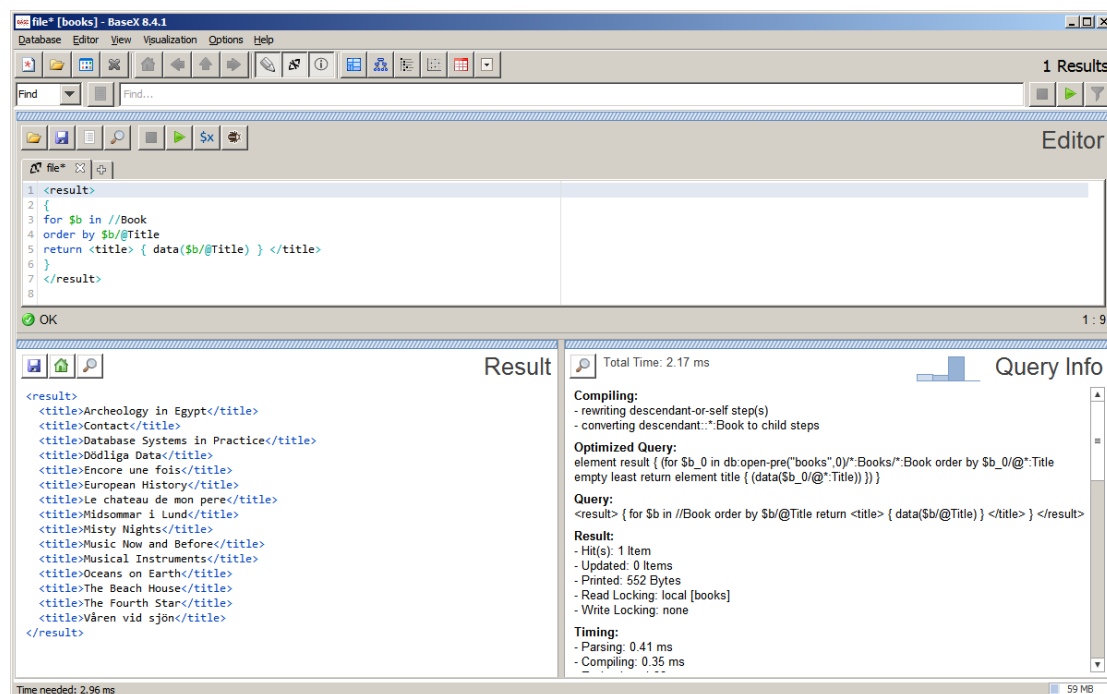 file* [books] - BaseX 8.4.1
Database Editor View Visualization Options Help
1 Results
Find Find...
Editor
file*
1 <result>
2 {
3 for $b in //Book
4 order by $b/@Title
5 return <title> { data($b/@Title) } </title>
6 }
7 </result>
8
OK 1 : 9
Result
<result>
<title>Archeology in Egypt</title>
<title>Contact</title>
<title>Database Systems in Practice</title>
<title>Dödliga Data</title>
<title>Encore une fois</title>
<title>European History</title>
<title>Le chateau de mon pere</title>
<title>Midsommar i Lund</title>
<title>Misty Nights</title>
<title>Music Now and Before</title>
<title>Musical Instruments</title>
<title>Oceans on Earth</title>
<title>The Beach House</title>
<title>The Fourth Star</title>
<title>Våren vid sjön</title>
</result>
Total Time: 2.17 ms
Query Info
Compiling:
- rewriting descendant-or-self step(s)
- converting descendant::*:Book to child steps
Optimized Query:
element result { (for $b_0 in db:open-pre("books",0)/*:Books/*:Book order by $b_0/@*:Title
empty least return element title { (data($b_0/@*:Title)) }) }
Query:
<result> { for $b in //Book order by $b/@Title return <title> { data($b/@Title) } </title> } </result>
Result:
- Hit(s): 1 Item
- Updated: 0 Items
- Printed: 552 Bytes
- Read Locking: local [books]
- Write Locking: none
Timing:
- Parsing: 0.41 ms
- Compiling: 0.35 ms
Time needed: 2.96 ms
59 MB